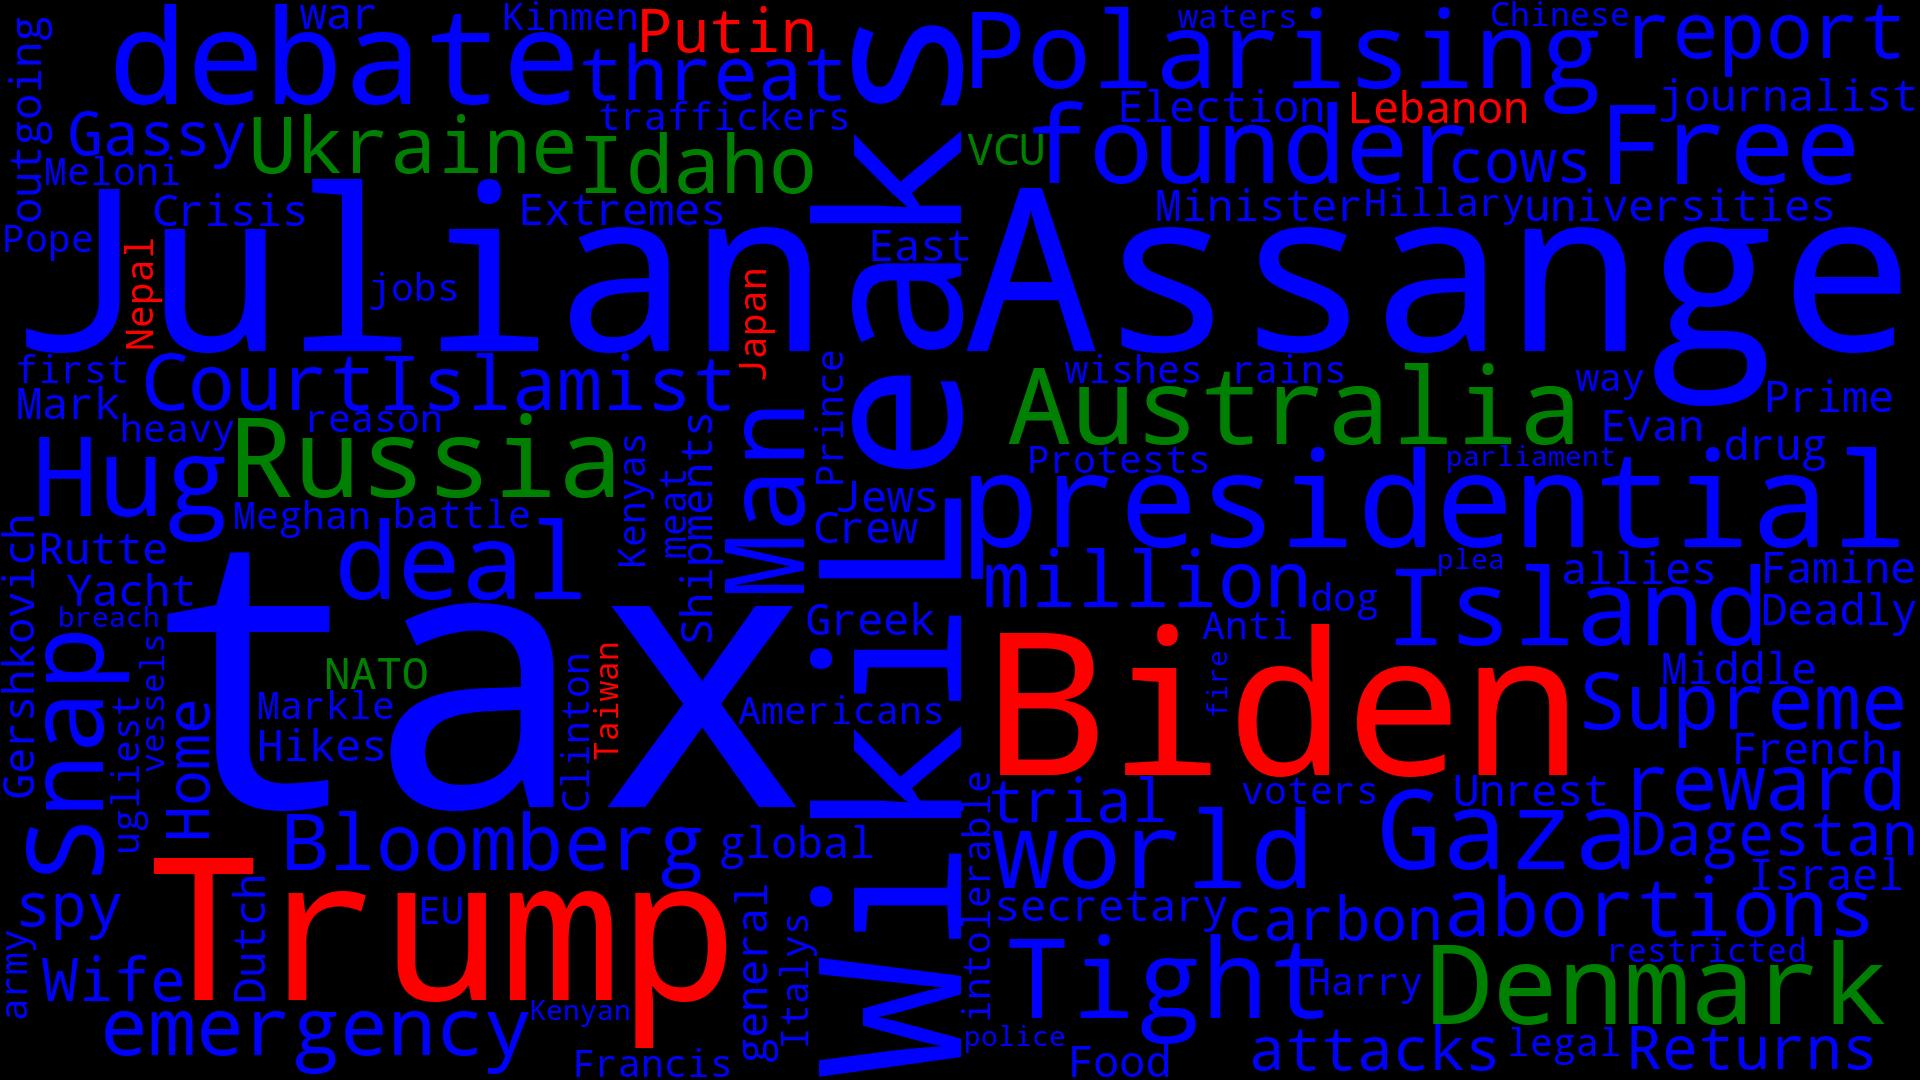 war
Kinmen
Putin
waters
Chinese
debate
threat
Polarising
report
Poutgoing
traffickers
Election
Lebanon
journalist
Gassy
Ukraine
Idaho
VCU
founder
cows
Free
Meloni
Crisis
Extremes
Minister
Hillary
universities
Pope
East
Julian
Assange
Nepal
jobs
Japan
WikiLeaks
first
Court
Islamist
wishes
rains
way
Prime
Mark
heavy
reason
Prince
Australia
Evan
drug
Hug
Russia
Kenyas
meat
Shipments
Man
Protests
parliament
Jews
Crew
presidential
Meghan
battle
Gershkovich
Rutte
deal
million
plea
allies
Famine
Yacht
dog
Island
Deadly
breach
Greek
Anti
snap
vessels
tax
NATO
Biden
fire
Middle
Markle
Taiwan
Americans
Supreme
Hikes
Clinton
French
ugliest
Home
intolerable
trial
voters
Unrest
reward
Bloomberg
global
world
Gaza
Dagestan
Israel
spy
Trump
EU
secretary
carbon
abortions
Dutch
general
Italys
restricted
army
Wife
Tight
Harry
Denmark
emergency
Kenyan
police
attacks
legal
Returns
Francis
Food